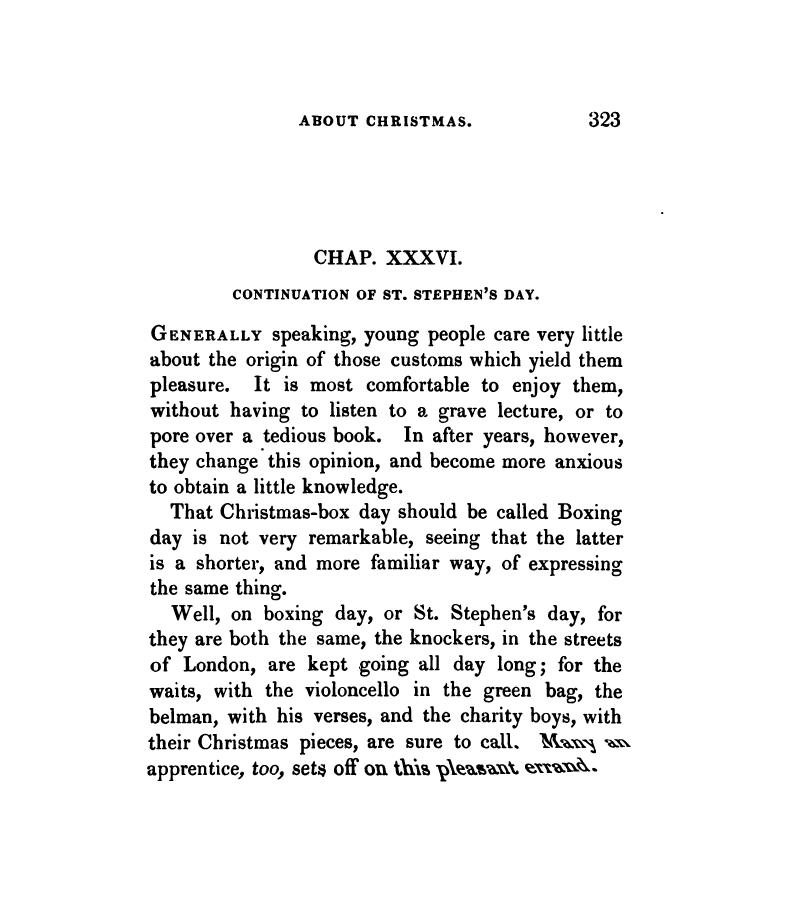 ABOUT CHRISTMAS. 323
CHAP. XXXVI.
CONTINUATION OF ST. STEPHEN'S DAY.
GENERALLY speaking, young people care very little
about the origin of those customs which yield them
pleasure. It is most comfortable to enjoy them,
without having to listen to a grave lecture, or to
pore over a tedious book. In after years, however,
they change this opinion, and become more anxious
to obtain a little knowledge.
That Christmas-box day should be called Boxing
day is not very remarkable, seeing that the latter
is a shorter, and more familiar way, of expressing
the same thing.
Well, on boxing day, or St. Stephen's day, for
they are both the same, the knockers, in the streets
of London, are kept going all day long; for the
waits, with the violoncello in the green bag, the
belman, with his verses, and the charity boys, with
their Christmas pieces, are sure to call. Many an
apprentice, too, sets off on this pleasant errand.